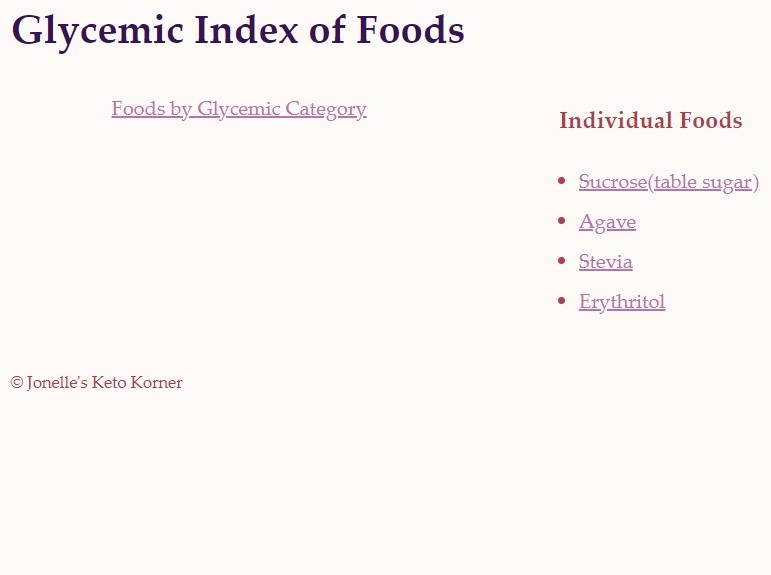 Glycemic Index of Foods
Foods by Glycemic Category
Individual Foods
Sucrose(table sugar)
Agave
Stevia
Erythritol
© Jonelle's Keto Korner